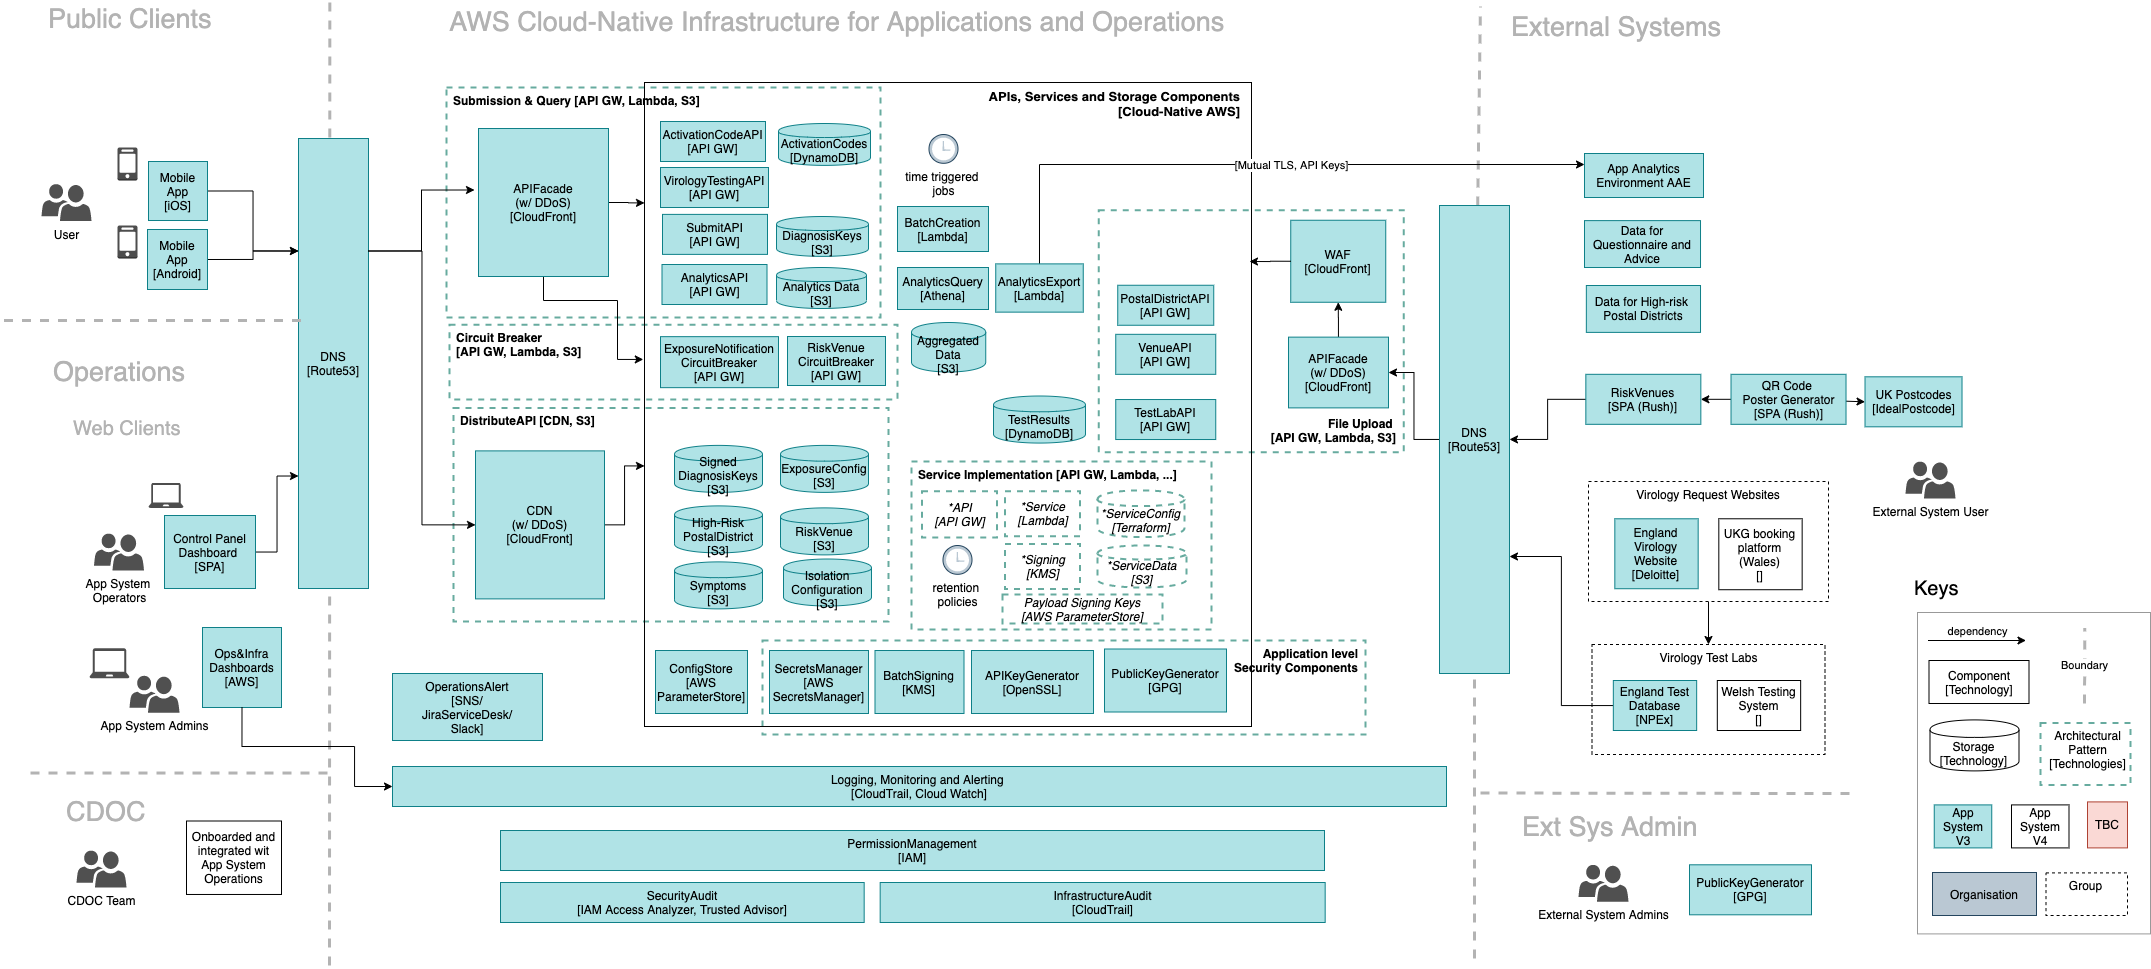 Public Clients
AWS Cloud-Native Infrastructure for Applications and Operations
External Systems
User
Mobile
App
[iOS]
Mobile
App
[Android]
DNS
[Route53]
Submission & Query [API GW, Lambda, S3]
APIFacade
(w/ DDoS)
[CloudFront]
APIs, Services and Storage Components
[Cloud-Native AWS]
ActivationCodeAPI
[API GW]
ActivationCodes
[DynamoDB]
VirologyTestingAPI
[API GW]
SubmitAPI
[API GW]
DiagnosisKeys
[S3]
AnalyticsAPI
[API GW]
Analytics Data
[S3]
time triggered
jobs
BatchCreation
[Lambda]
AnalyticsQuery
[Athena]
AnalyticsExport
[Lambda]
Aggregated
Data
[S3]
TestResults
[DynamoDB]
[Mutual TLS, API Keys]
Circuit Breaker
[API GW, Lambda, S3]
ExposureNotification
CircuitBreaker
[API GW]
RiskVenue
CircuitBreaker
[API GW]
DistributeAPI [CDN, S3]
CDN
(w/ DDoS)
[CloudFront]
Signed
DiagnosisKeys
[S3]
ExposureConfig
[S3]
High-Risk
PostalDistrict
[S3]
RiskVenue
[S3]
Symptoms
[S3]
Isolation
Configuration
[S3]
PostalDistrictAPI
[API GW]
VenueAPI
[API GW]
TestLabAPI
[API GW]
WAF
[CloudFront]
APIFacade
(w/ DDoS)
[CloudFront]
File Upload
[API GW, Lambda, S3]
Service Implementation [API GW, Lambda, ...]
*API
[API GW]
*Service
[Lambda]
*ServiceConfig
[Terraform]
retention
policies
*Signing
[KMS]
*ServiceData
[S3]
Payload Signing Keys
[AWS ParameterStore]
ConfigStore
[AWS
ParameterStore]
SecretsManager
[AWS
SecretsManager]
BatchSigning
[KMS]
APIKeyGenerator
[OpenSSL]
PublicKeyGenerator
[GPG]
Application level
Security Components
DNS
[Route53]
App Analytics
Environment AAE
Data for
Questionnaire and
Advice
Data for High-risk
Postal Districts
RiskVenues
[SPA (Rush)]
QR Code
Poster Generator
[SPA (Rush)]
UK Postcodes
[IdealPostcode]
External System User
Virology Request Websites
England
Virology
Website
[Deloitte]
UKG booking
platform
(Wales)
[]
Virology Test Labs
England Test
Database
[NPEx]
Welsh Testing
System
[]
Operations
Web Clients
App System
Operators
Control Panel
Dashboard
[SPA]
App System Admins
Ops&Infra
Dashboards
[AWS]
OperationsAlert
[SNS/
JiraServiceDesk/
Slack]
Logging, Monitoring and Alerting
[CloudTrail, Cloud Watch]
PermissionManagement
[IAM]
SecurityAudit
[IAM Access Analyzer, Trusted Advisor]
InfrastructureAudit
[CloudTrail]
CDOC
CDOC Team
Onboarded and
integrated wit
App System
Operations
Ext Sys Admin
External System Admins
PublicKeyGenerator
[GPG]
Keys
dependency
Boundary
Component
[Technology]
Storage
[Technology]
Architectural
Pattern
[Technologies]
App
System
V3
App
System
V4
TBC
Organisation
Group